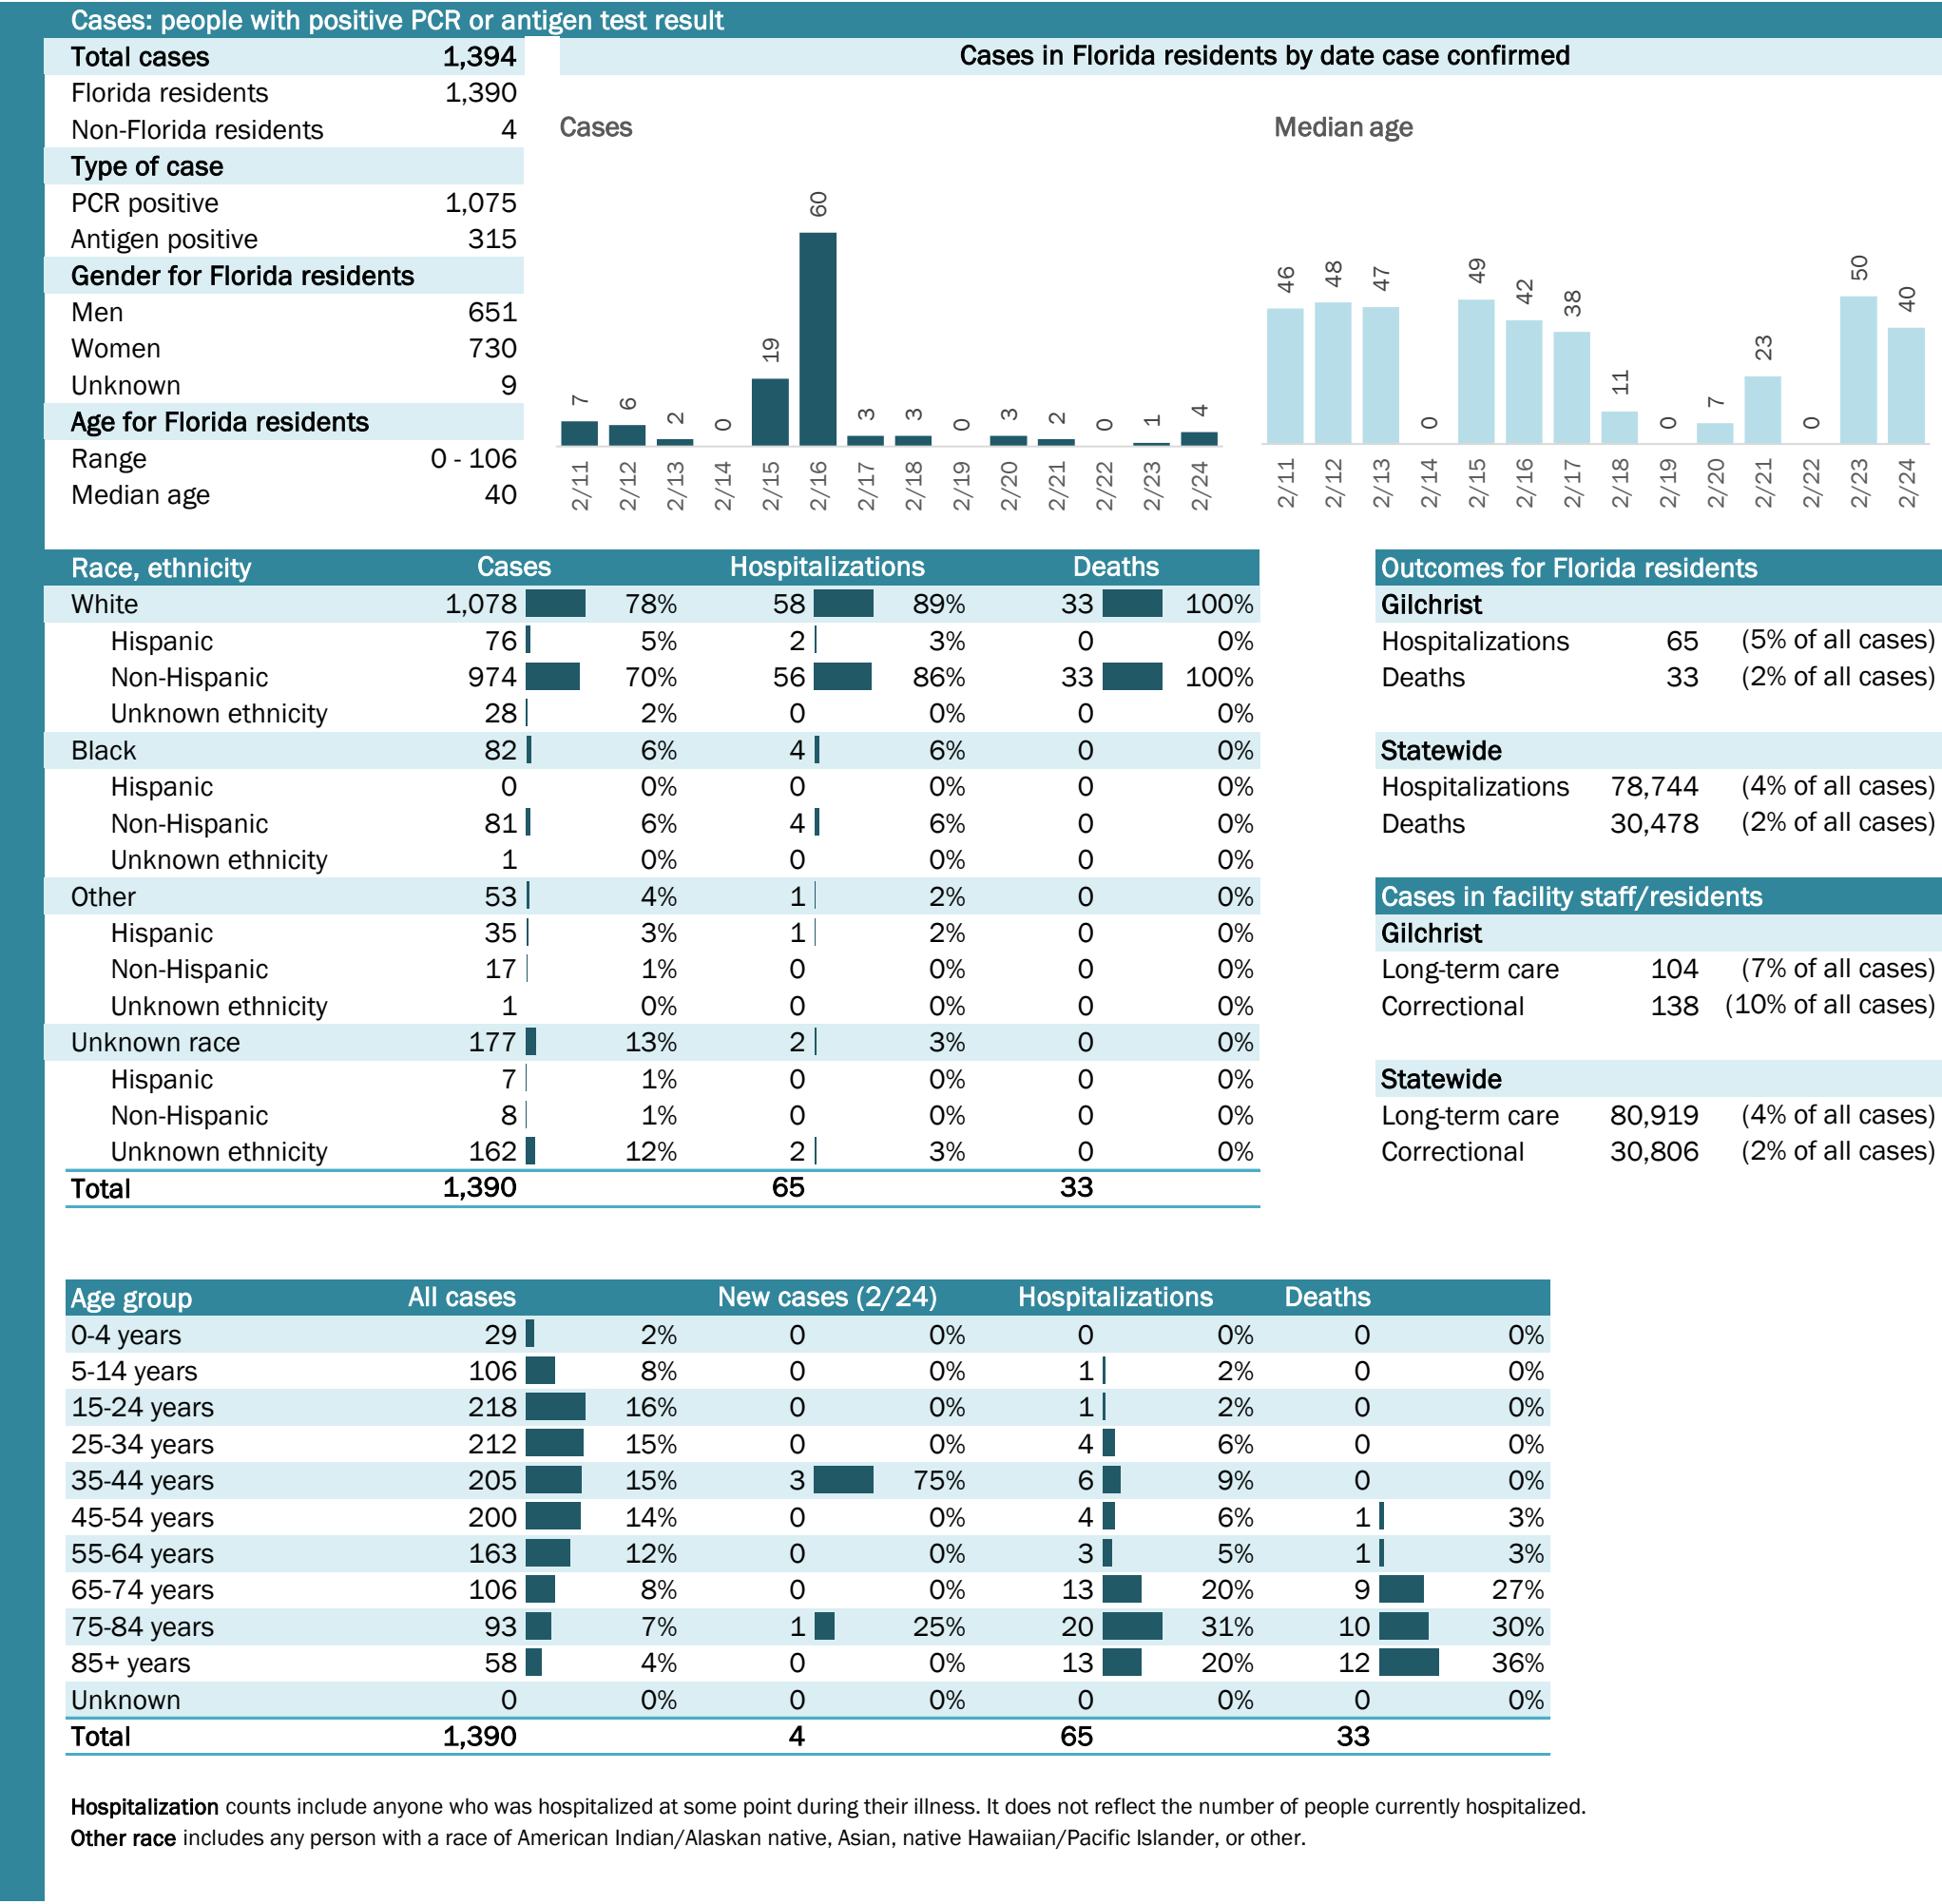 Cases: people with positive PCR or antigen test result
Total cases 1,394
Florida residents 1,390
Non-Florida residents 4
Type of case
PCR positive 1,075
Antigen positive 315
Gender for Florida residents
Men 651
Women 730
Unknown 9
Age for Florida residents
Range 0 - 106
Median age 40
Cases in Florida residents by date case confirmed
Cases
7 6 2 0 19 60 3 3 0 3 2 0 1 4
2/11 2/12 2/13 2/14 2/15 2/16 2/17 2/18 2/19 2/20 2/21 2/22 2/23 2/24
Median age
46 48 47 0 49 42 38 11 0 7 23 0 50 40
2/11 2/12 2/13 2/14 2/15 2/16 2/17 2/18 2/19 2/20 2/21 2/22 2/23 2/24
Race, ethnicity Cases Hospitalizations Deaths
White 1,078 78% 58 89% 33 100%
Hispanic 76 5% 2 3% 0 0%
Non-Hispanic 974 70% 56 86% 33 100%
Unknown ethnicity 28 2% 0 0% 0 0%
Black 82 6% 4 6% 0 0%
Hispanic 0 0% 0 0% 0 0%
Non-Hispanic 81 6% 4 6% 0 0%
Unknown ethnicity 1 0% 0 0% 0 0%
Other 53 4% 1 2% 0 0%
Hispanic 35 3% 1 2% 0 0%
Non-Hispanic 17 1% 0 0% 0 0%
Unknown ethnicity 1 0% 0 0% 0 0%
Unknown race 177 13% 2 3% 0 0%
Hispanic 7 1% 0 0% 0 0%
Non-Hispanic 8 1% 0 0% 0 0%
Unknown ethnicity 162 12% 2 3% 0 0%
Total 1,390 65 33
Outcomes for Florida residents
Gilchrist
Hospitalizations 65 (5% of all cases)
Deaths 33 (2% of all cases)
Statewide
Hospitalizations 78,744 (4% of all cases)
Deaths 30,478 (2% of all cases)
Cases in facility staff/residents
Gilchrist
Long-term care 104 (7% of all cases)
Correctional 138 (10% of all cases)
Statewide
Long-term care 80,919 (4% of all cases)
Correctional 30,806 (2% of all cases)
Age group All cases New cases (2/24) Hospitalizations Deaths
0-4 years 29 2% 0 0% 0 0% 0 0%
5-14 years 106 8% 0 0% 1 2% 0 0%
15-24 years 218 16% 0 0% 1 2% 0 0%
25-34 years 212 15% 0 0% 4 6% 0 0%
35-44 years 205 15% 3 75% 6 9% 0 0%
45-54 years 200 14% 0 0% 4 6% 1 3%
55-64 years 163 12% 0 0% 3 5% 1 3%
65-74 years 106 8% 0 0% 13 20% 9 27%
75-84 years 93 7% 1 25% 20 31% 10 30%
85+ years 58 4% 0 0% 13 20% 12 36%
Unknown 0 0% 0 0% 0 0% 0 0%
Total 1,390 4 65 33
Hospitalization counts include anyone who was hospitalized at some point during their illness. It does not reflect the number of people currently hospitalized.
Other race includes any person with a race of American Indian/Alaskan native, Asian, native Hawaiian/Pacific Islander, or other.